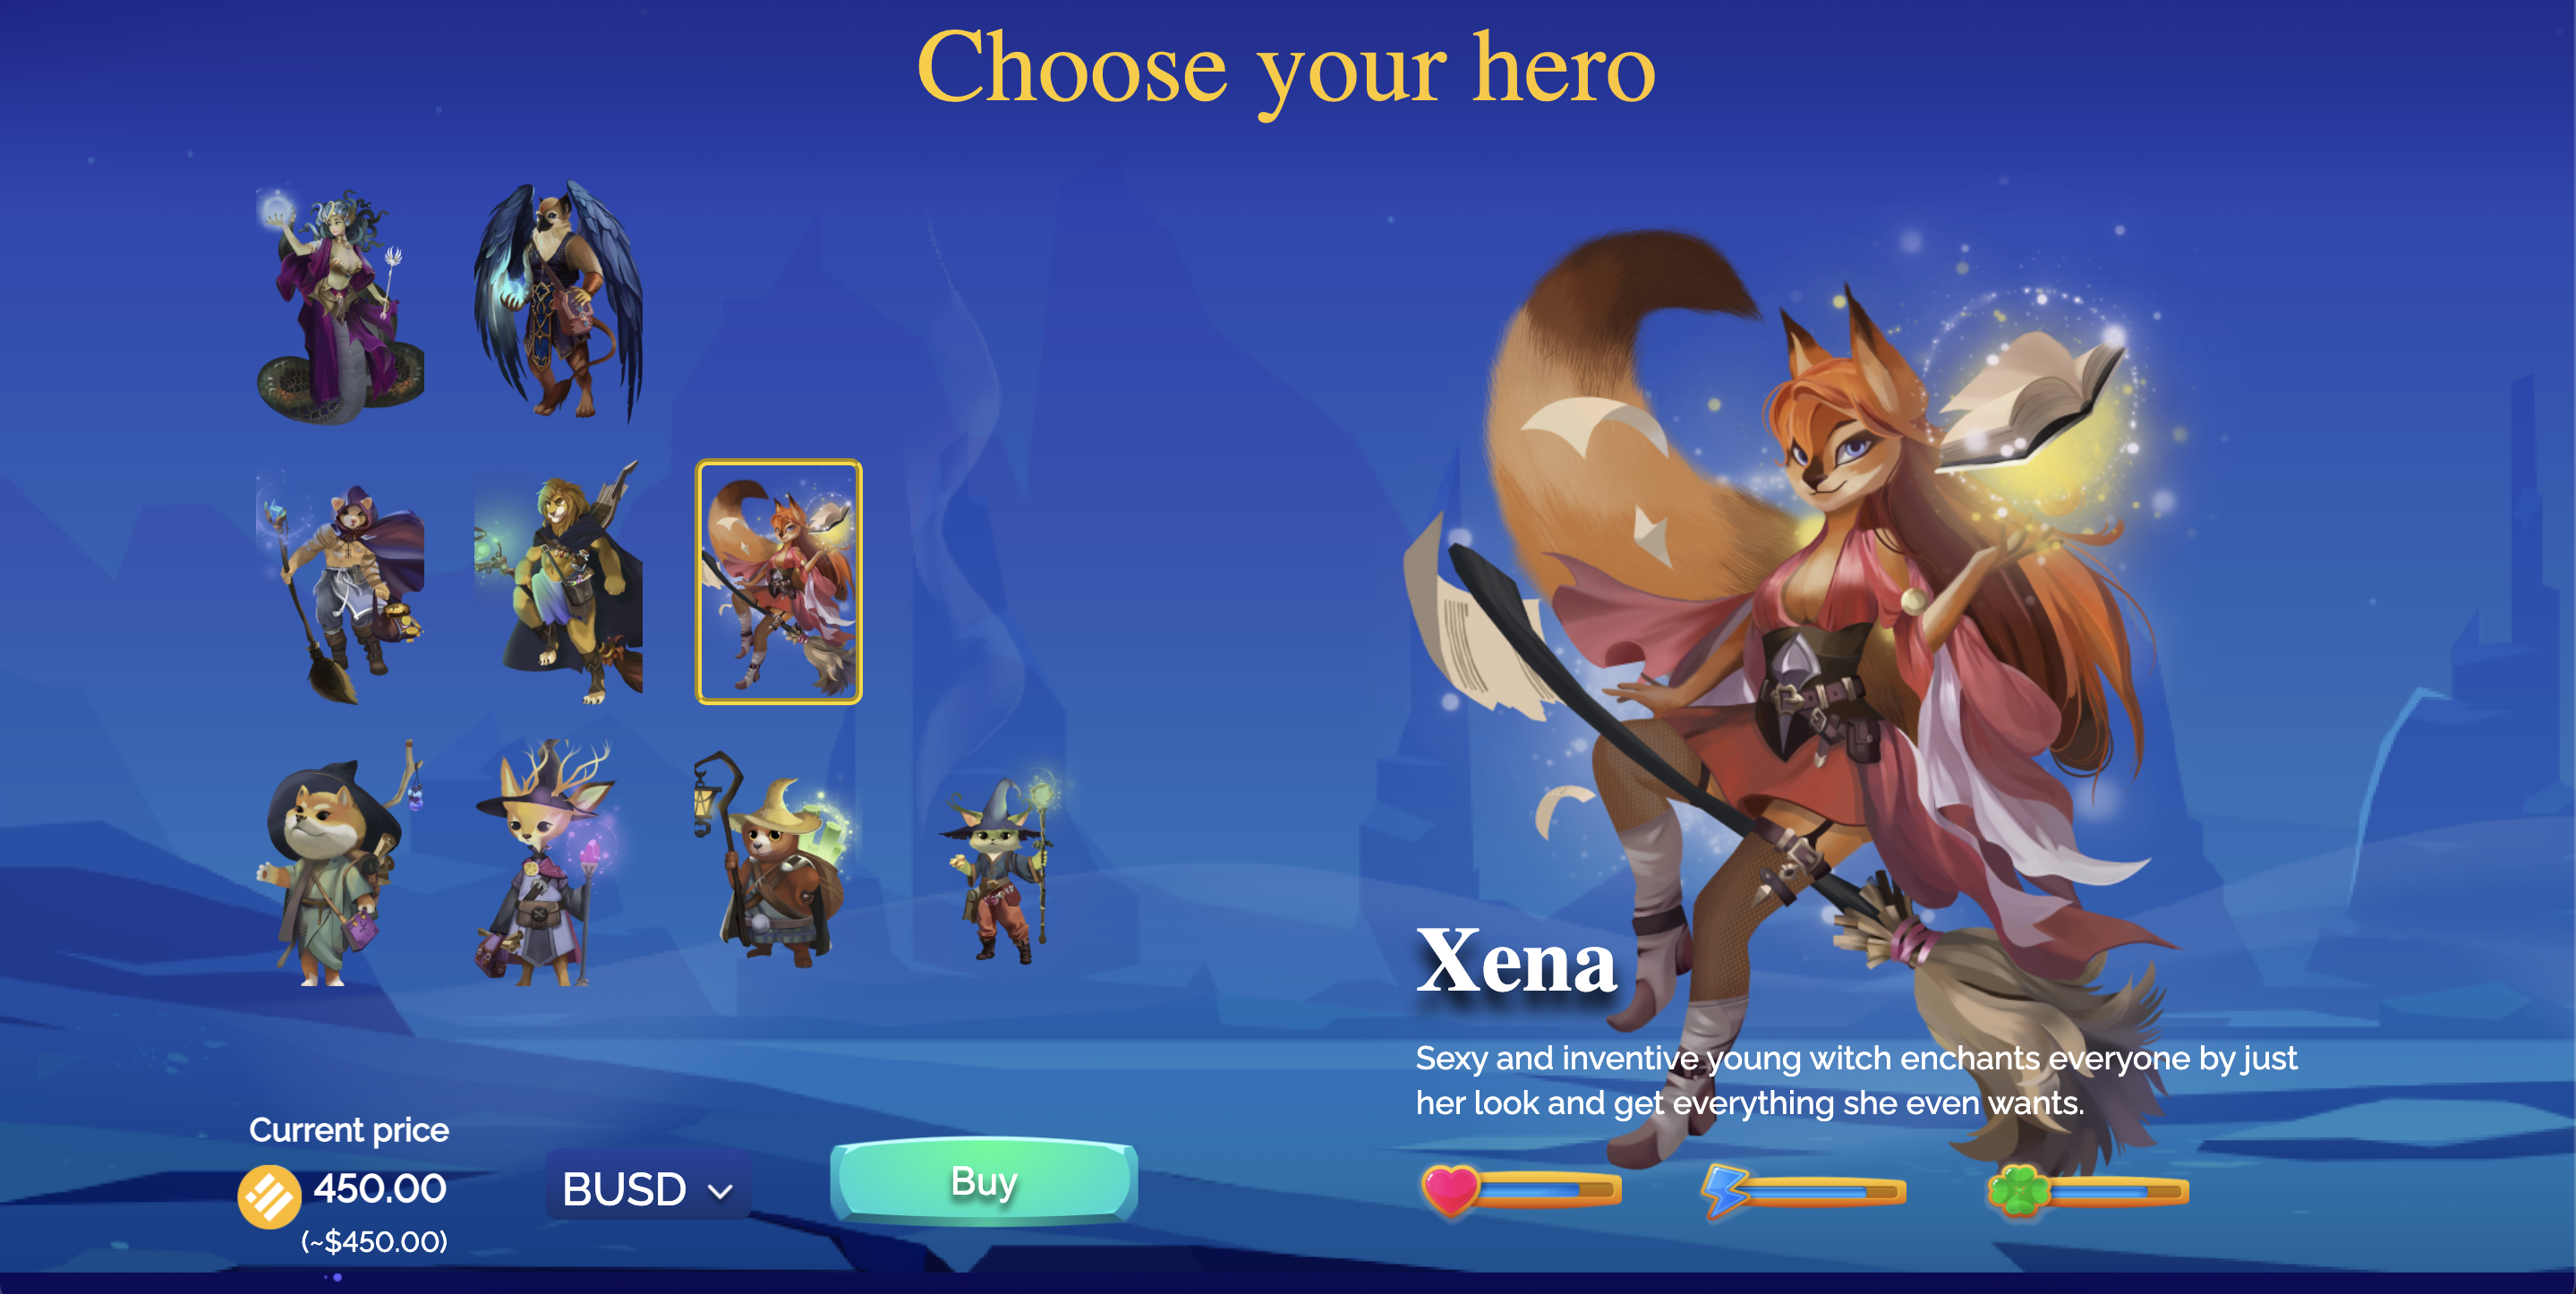 Choose your hero
Xena
Sexy and inventive young witch enchants everyone by just
her look and get everything she even wants.
Current price
450.00
(~$450.00)
BUSD
Buy